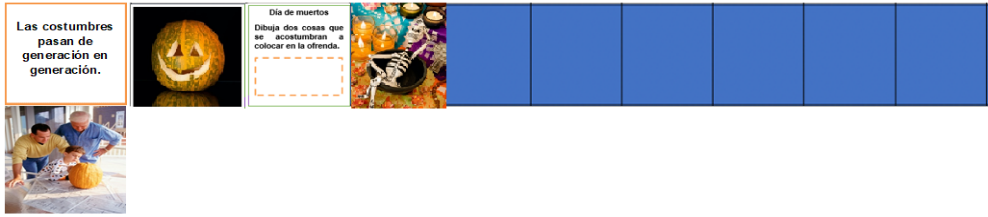 Las costumbres
pasan de
generación en
generación.
Día de muertos
Dibuja dos cosas que
se acostumbran a
colocar en la ofrenda.